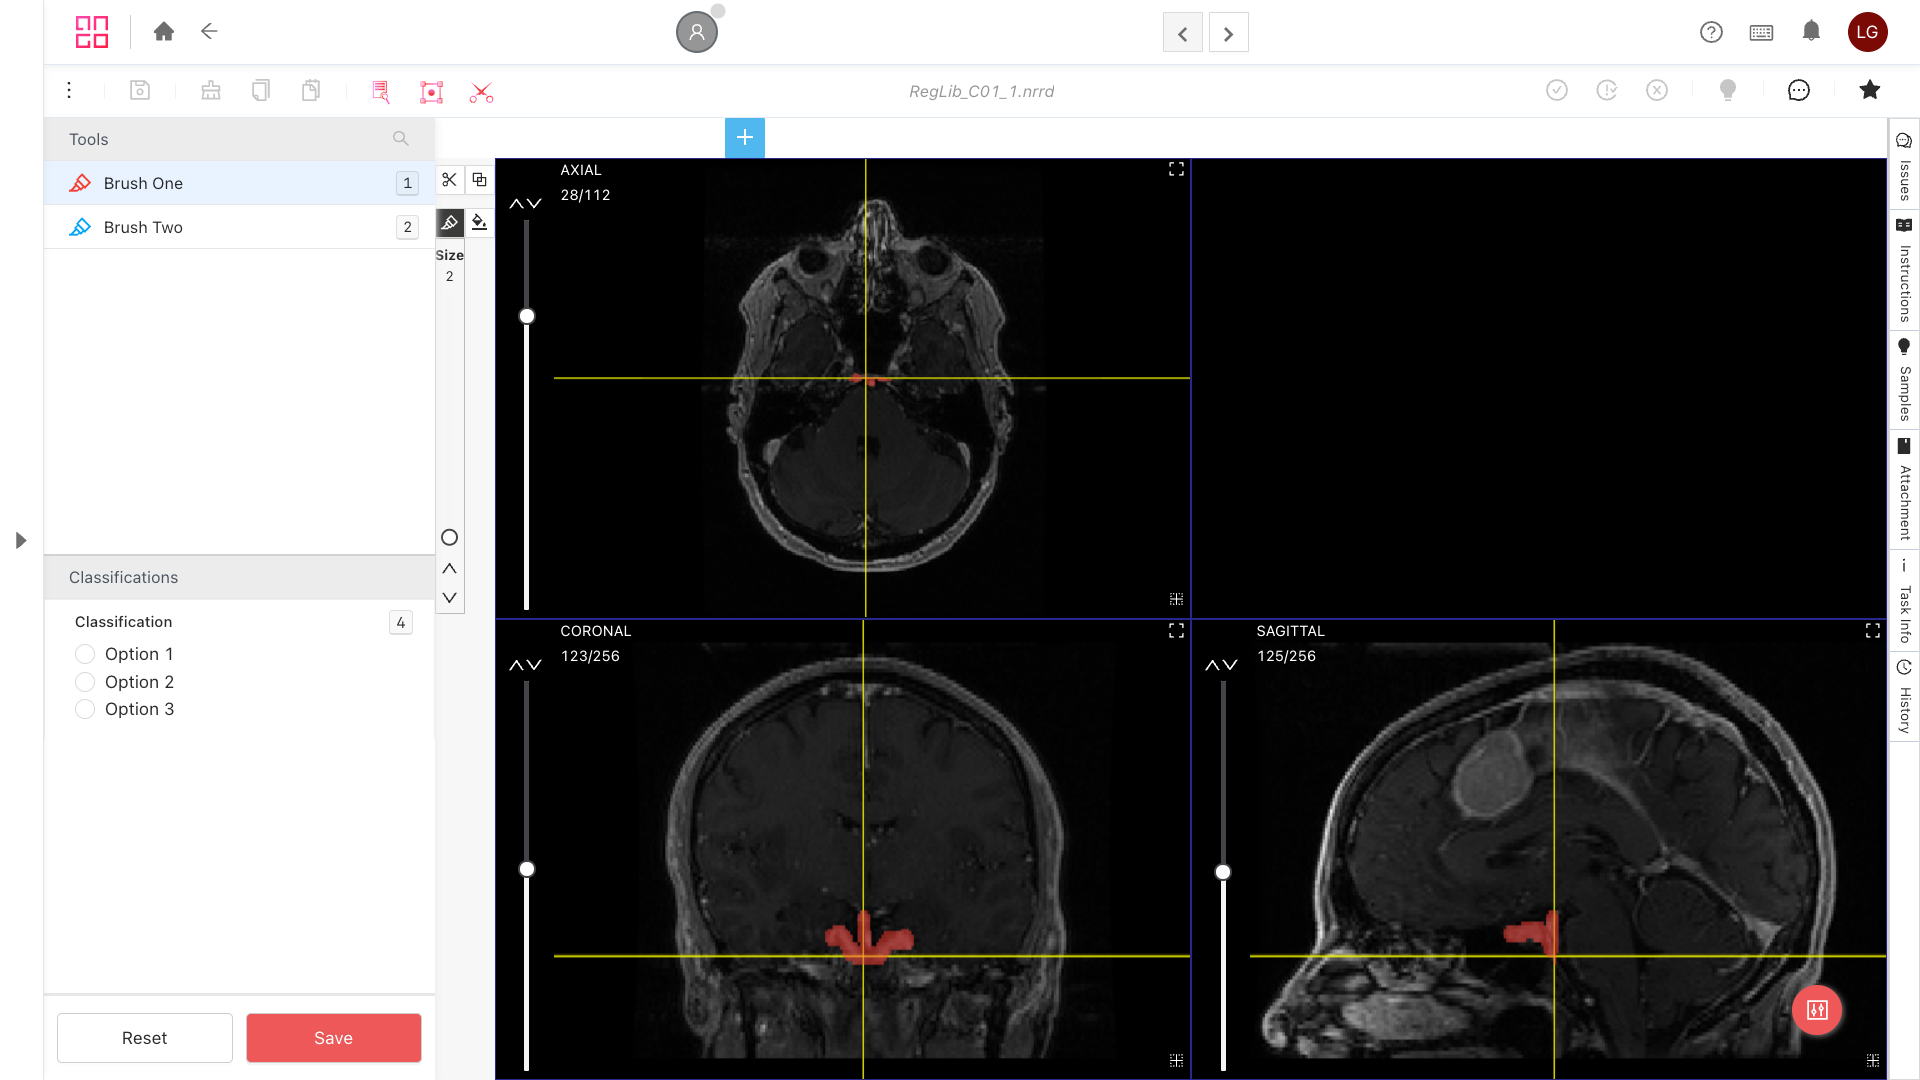 LG
RegLib_C01_1.nrrd
Tools
Brush One
1
Brush Two
2
Size
2
AXIAL
28/112
CORONAL
123/256
SAGITTAL
125/256
Classifications
Classification
4
Option 1
Option 2
Option 3
Reset
Save
Issues
Instructions
Samples
Attachment
Task Info
History